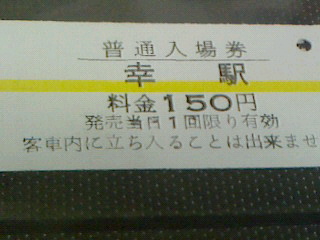 普通入場券
幸 駅
料金150円
発売当日1回限り有効
客車内に立ち入ることは出来ませ